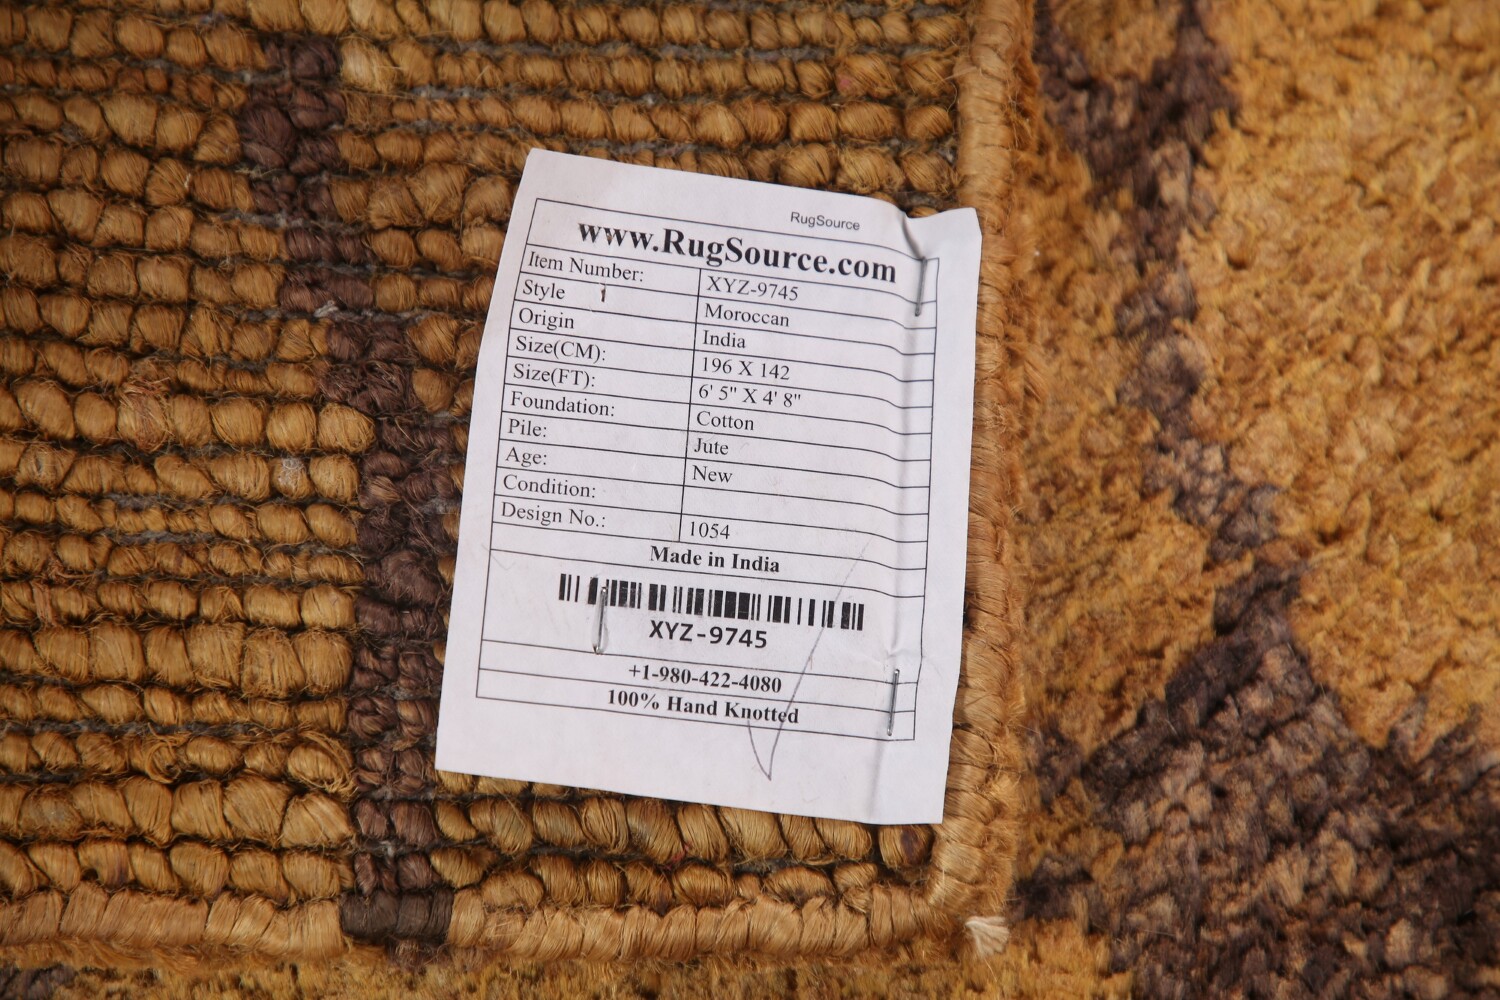 RugSource
www.RugSource.com
Item Number: XYZ-9745
Style Moroccan
Origin India
Size(CM): 196 X 142
Size(FT): 6' 5" X 4' 8"
Foundation: Cotton
Pile: Jute
Age: New
Condition:
Design No.: 1054
Made in India
XYZ-9745
+1-980-422-4080
100% Hand Knotted